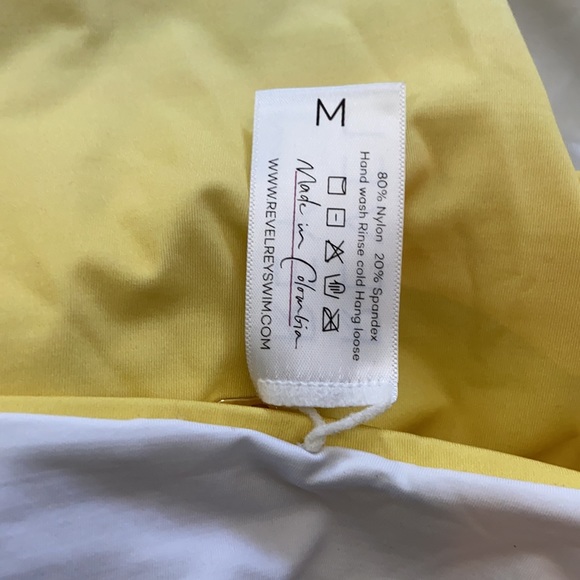 M
80% Nylon 20% Spandex
Hand wash Rinse cold Hang loose
Made in Colombia
WWW.REVELREYSWIM.COM